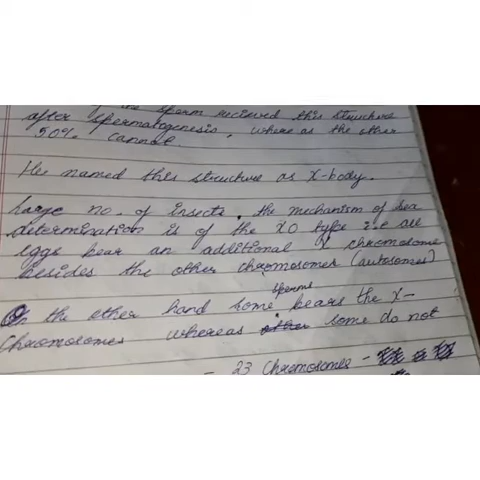 the sperm recieved this structure
after spermatogenesis, where as the other
50% cannot
He named this structure as X-body.
Large no. of insects, the mechanism of sex
determination is of the XO type i.e all
eggs bear an additional X chromosome
besides the other chromosomes (autosomes)
On the other hand some sperms bears the X-
Chromosomes whereas some do not
- 23 Chromosomes -